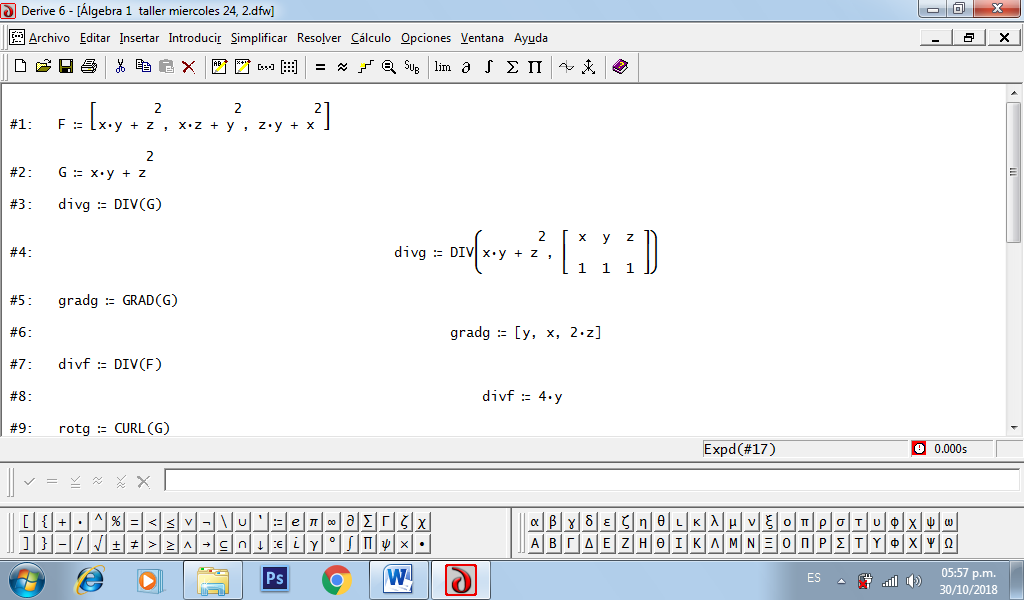 Derive 6 - [Álgebra 1 taller miercoles 24, 2.dfw]
Archivo Editar Insertar Introducir Simplificar Resolver Cálculo Opciones Ventana Ayuda
= ≈ SUB lim ∂ ∫ Σ Π
#1: F ≔ [x·y + z², x·z + y², z·y + x²]
#2: G ≔ x·y + z²
#3: divg ≔ DIV(G)
#4: divg ≔ DIV(x·y + z², [x y z
1 1 1])
#5: gradg ≔ GRAD(G)
#6: gradg ≔ [y, x, 2·z]
#7: divf ≔ DIV(F)
#8: divf ≔ 4·y
#9: rotg ≔ CURL(G)
Expd(#17) 0.000s
[ { + · ^ % = < ≤ ∨ ¬ \ ∪ ' ≔ e π ∞ ∂ Σ Γ ζ χ α β γ δ ε ζ η θ ι κ λ μ ν ξ ο π ρ σ τ υ φ χ ψ ω
] } − / √ ± ≠ > ≥ ∧ → ⊆ ∩ ↓ :∈ i γ ° ∫ Π ψ × • Α Β Γ Δ Ε Ζ Η Θ Ι Κ Λ Μ Ν Ξ Ο Π Ρ Σ Τ Υ Φ Χ Ψ Ω
Ps W ES 05:57 p.m.
30/10/2018